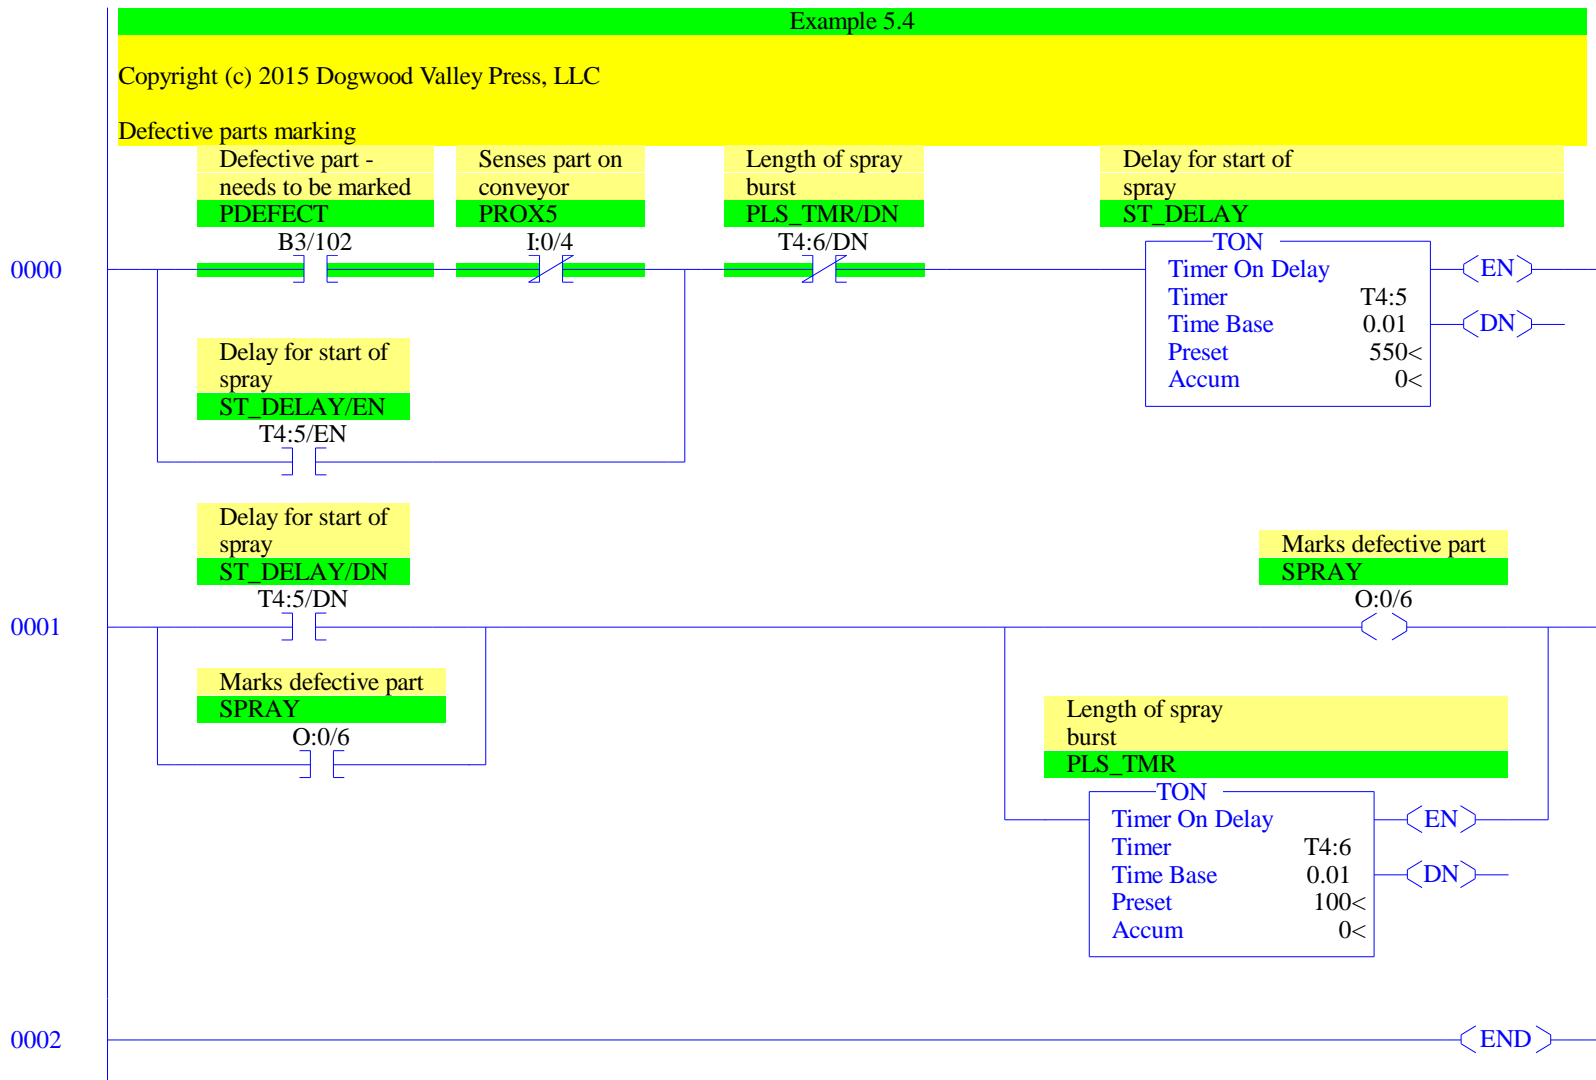 Example 5.4
Copyright (c) 2015 Dogwood Valley Press, LLC
Defective parts marking
Defective part -
needs to be marked
PDEFECT
B3/102
Senses part on
conveyor
PROX5
I:0/4
Length of spray
burst
PLS_TMR/DN
T4:6/DN
Delay for start of
spray
ST_DELAY
0000
TON
Timer On Delay
Timer T4:5
Time Base 0.01
Preset 550<
Accum 0<
EN
DN
Delay for start of
spray
ST_DELAY/EN
T4:5/EN
Delay for start of
spray
ST_DELAY/DN
T4:5/DN
Marks defective part
SPRAY
O:0/6
0001
Marks defective part
SPRAY
O:0/6
Length of spray
burst
PLS_TMR
TON
Timer On Delay
Timer T4:6
Time Base 0.01
Preset 100<
Accum 0<
EN
DN
0002
END